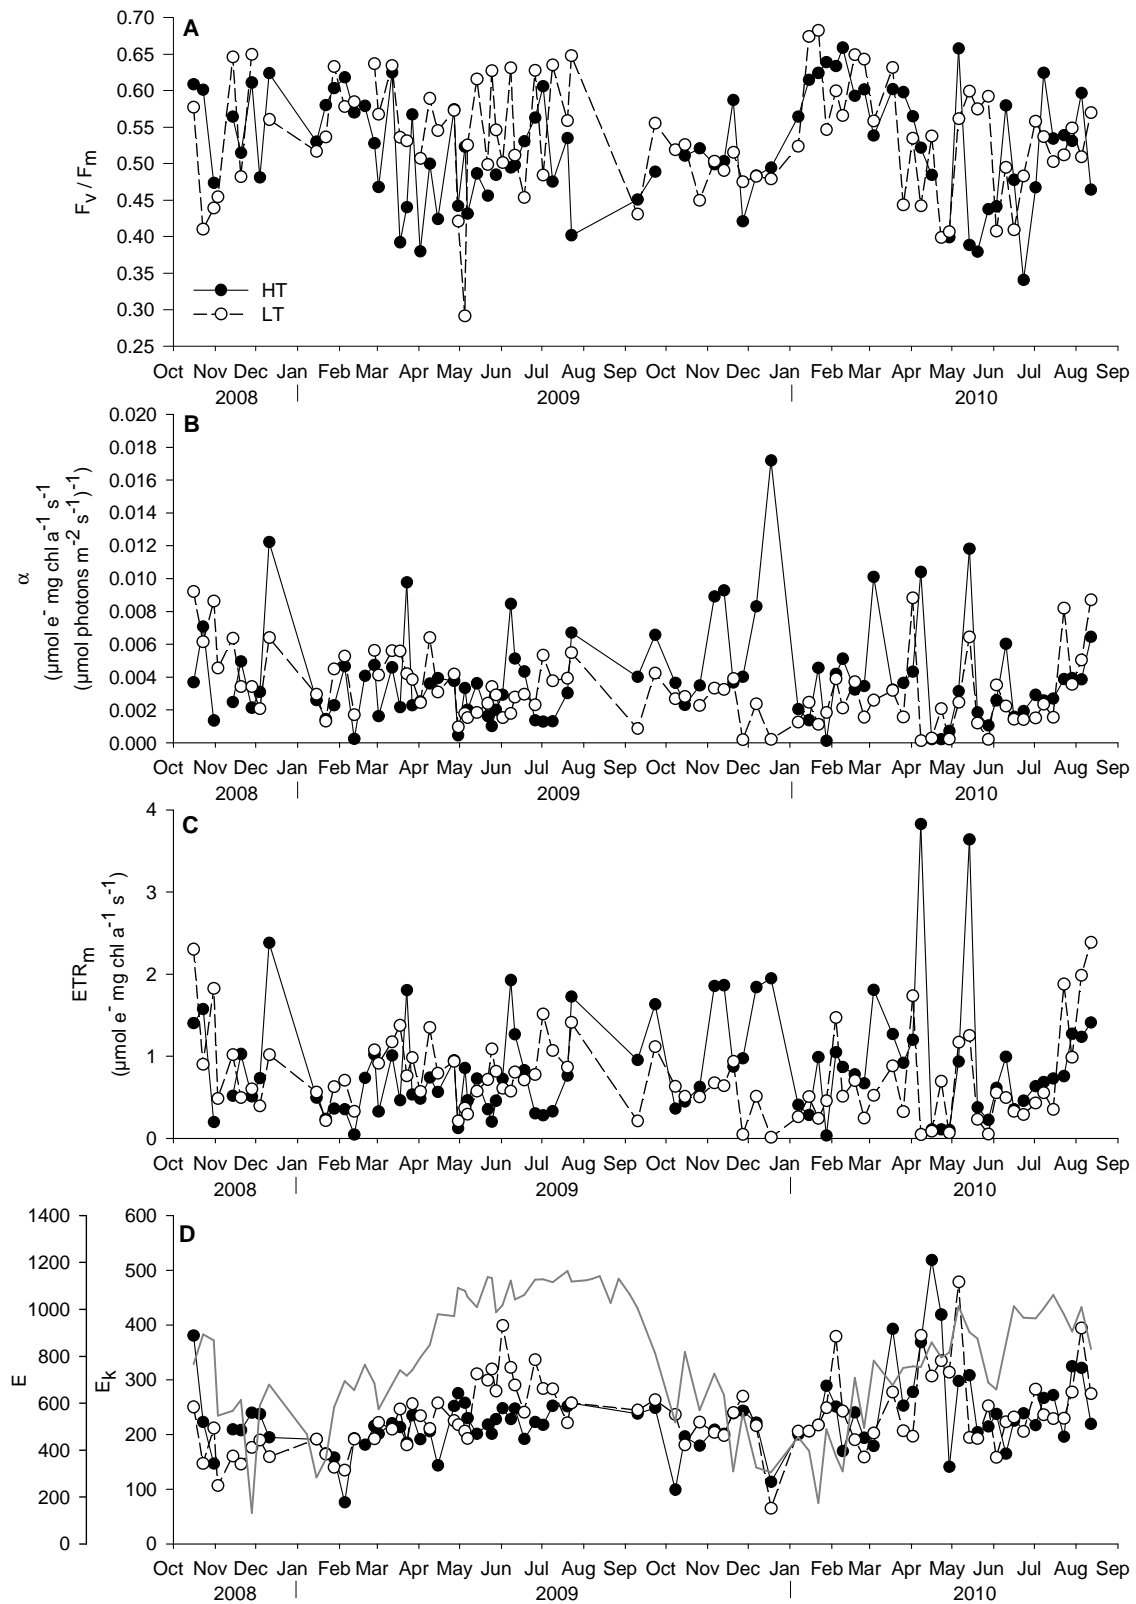 A
0.70
0.65
0.60
0.55
0.50
0.45
0.40
0.35
0.30
0.25
Fv / Fm
HT
LT
Oct Nov Dec Jan Feb Mar Apr May Jun Jul Aug Sep Oct Nov Dec Jan Feb Mar Apr May Jun Jul Aug Sep
2008 2009 2010
B
0.020
0.018
0.016
0.014
0.012
0.010
0.008
0.006
0.004
0.002
0.000
α
(μmol e- mg chl a-1 s-1
(μmol photons m-2 s-1)-1)
Oct Nov Dec Jan Feb Mar Apr May Jun Jul Aug Sep Oct Nov Dec Jan Feb Mar Apr May Jun Jul Aug Sep
2008 2009 2010
C
4
3
2
1
0
ETRm
(μmol e- mg chl a-1 s-1)
Oct Nov Dec Jan Feb Mar Apr May Jun Jul Aug Sep Oct Nov Dec Jan Feb Mar Apr May Jun Jul Aug Sep
2008 2009 2010
D
1400
1200
1000
800
600
400
200
0
E
600
500
400
300
200
100
0
Ek
Oct Nov Dec Jan Feb Mar Apr May Jun Jul Aug Sep Oct Nov Dec Jan Feb Mar Apr May Jun Jul Aug Sep
2008 2009 2010